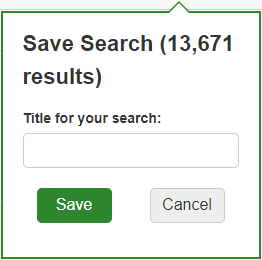 Save Search (13,671
results)
Title for your search:
Save
Cancel